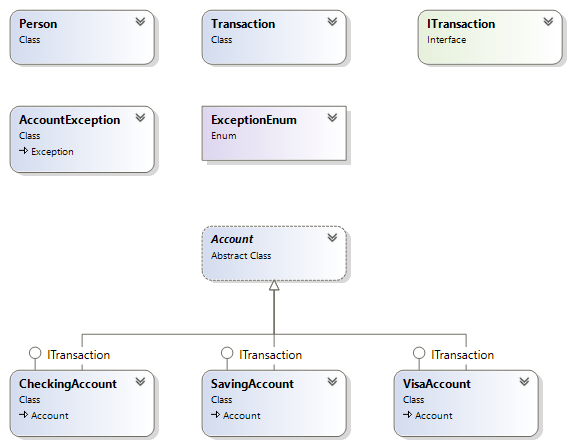 Person
Class
Transaction
Class
ITransaction
Interface
AccountException
Class
Exception
ExceptionEnum
Enum
Account
Abstract Class
ITransaction
CheckingAccount
Class
Account
ITransaction
SavingAccount
Class
Account
ITransaction
VisaAccount
Class
Account